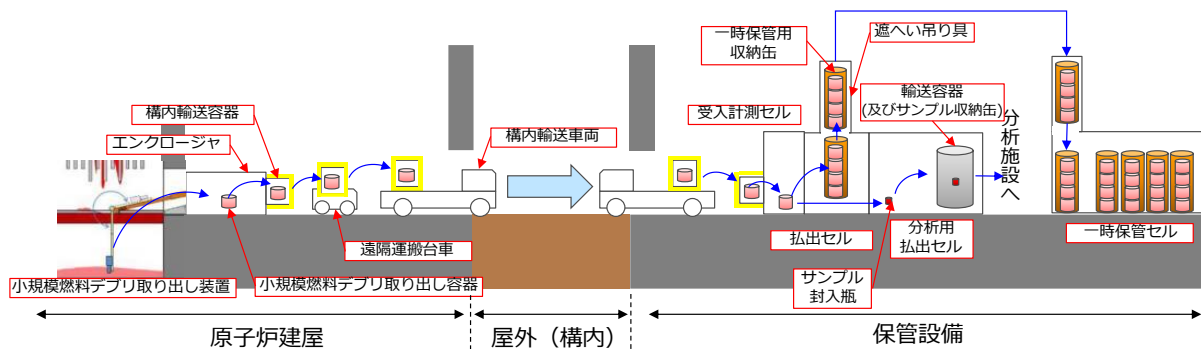 一時保管用
収納缶
遮へい吊り具
構内輸送容器
エンクロージャ
構内輸送車両
受入計測セル
輸送容器
(及びサンプル収納缶)
分析施設へ
遠隔運搬台車
小規模燃料デブリ取り出し装置
小規模燃料デブリ取り出し容器
払出セル
分析用
払出セル
サンプル
封入瓶
一時保管セル
原子炉建屋
屋外（構内）
保管設備